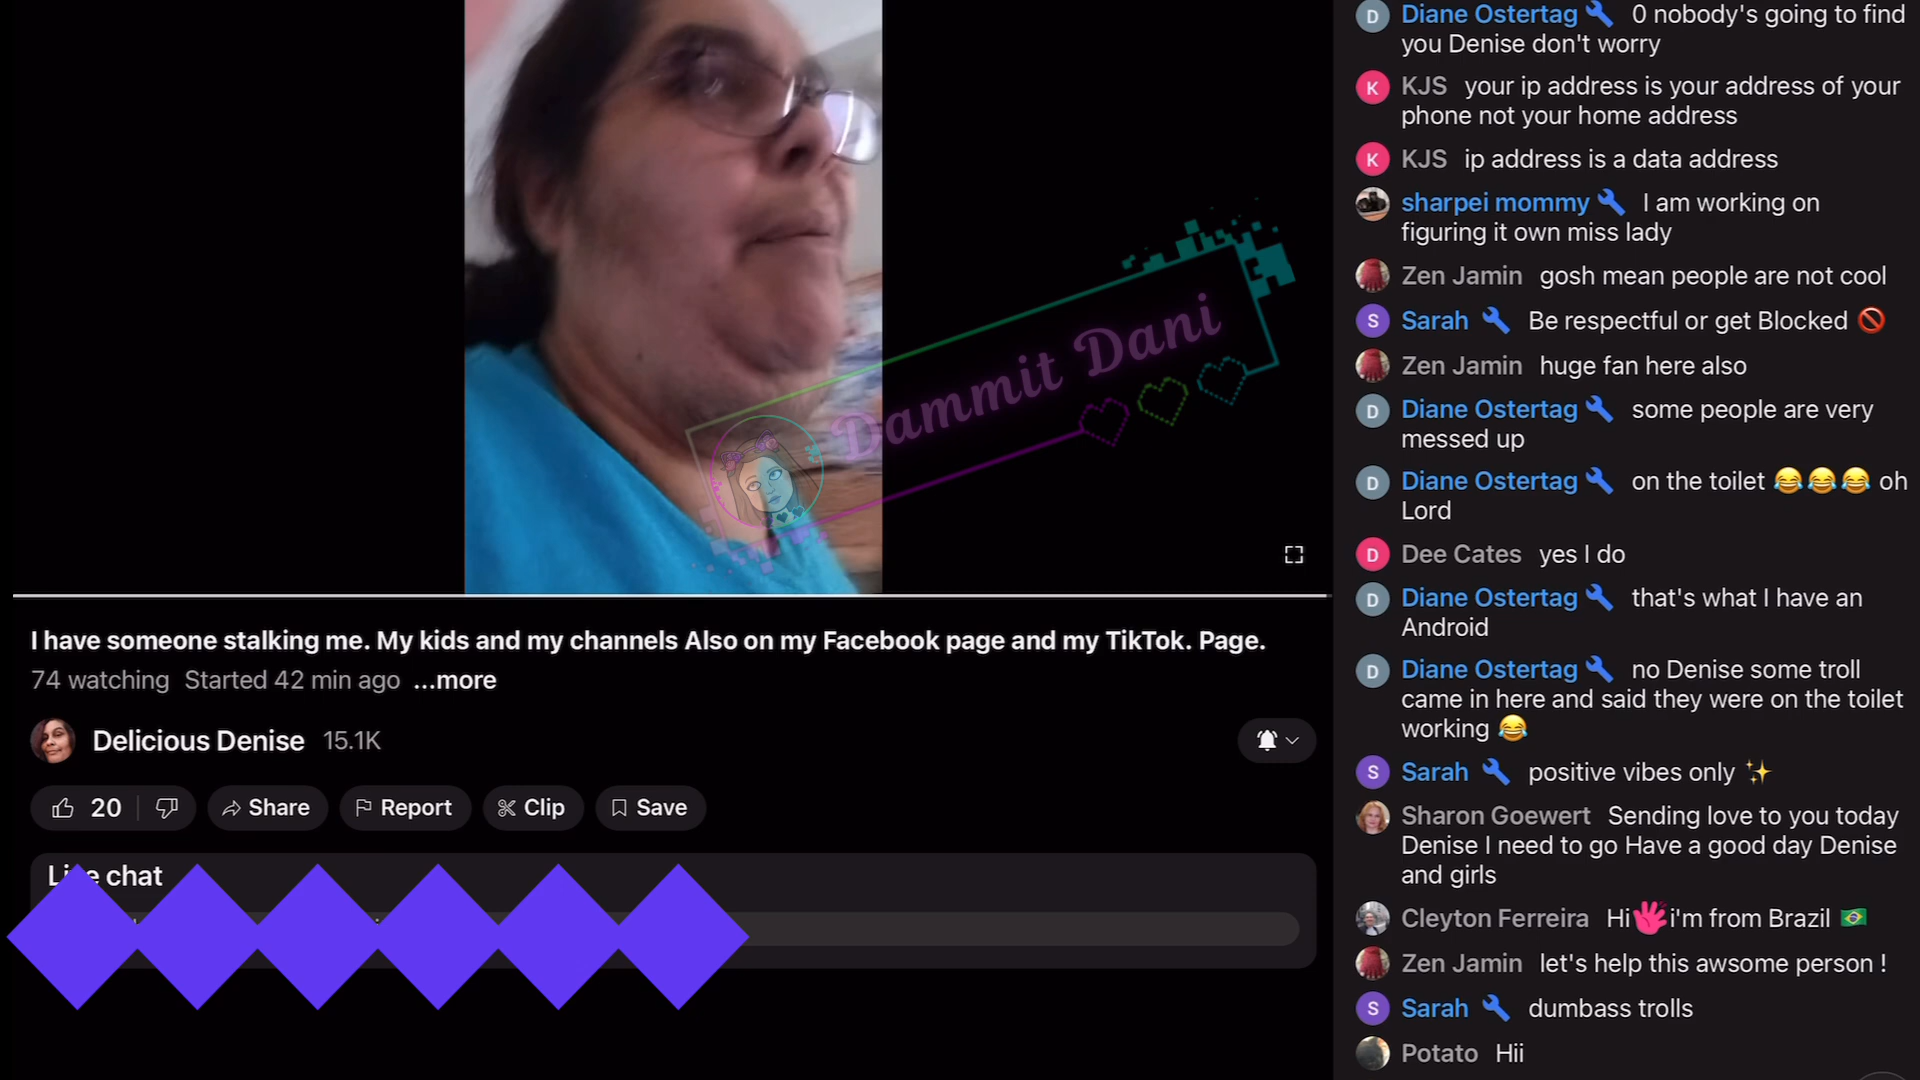 Dammit Dani
I have someone stalking me. My kids and my channels Also on my Facebook page and my TikTok. Page.
74 watching Started 42 min ago ...more
Delicious Denise 15.1K
20 Share Report Clip Save
Live chat
Diane Ostertag 0 nobody's going to find
you Denise don't worry
KJS your ip address is your address of your
phone not your home address
KJS ip address is a data address
sharpei mommy I am working on
figuring it own miss lady
Zen Jamin gosh mean people are not cool
Sarah Be respectful or get Blocked 🚫
Zen Jamin huge fan here also
Diane Ostertag some people are very
messed up
Diane Ostertag on the toilet 😂😂😂 oh
Lord
Dee Cates yes I do
Diane Ostertag that's what I have an
Android
Diane Ostertag no Denise some troll
came in here and said they were on the toilet
working 😂
Sarah positive vibes only ✨
Sharon Goewert Sending love to you today
Denise I need to go Have a good day Denise
and girls
Cleyton Ferreira Hi👋i'm from Brazil 🇧🇷
Zen Jamin let's help this awsome person !
Sarah dumbass trolls
Potato Hii